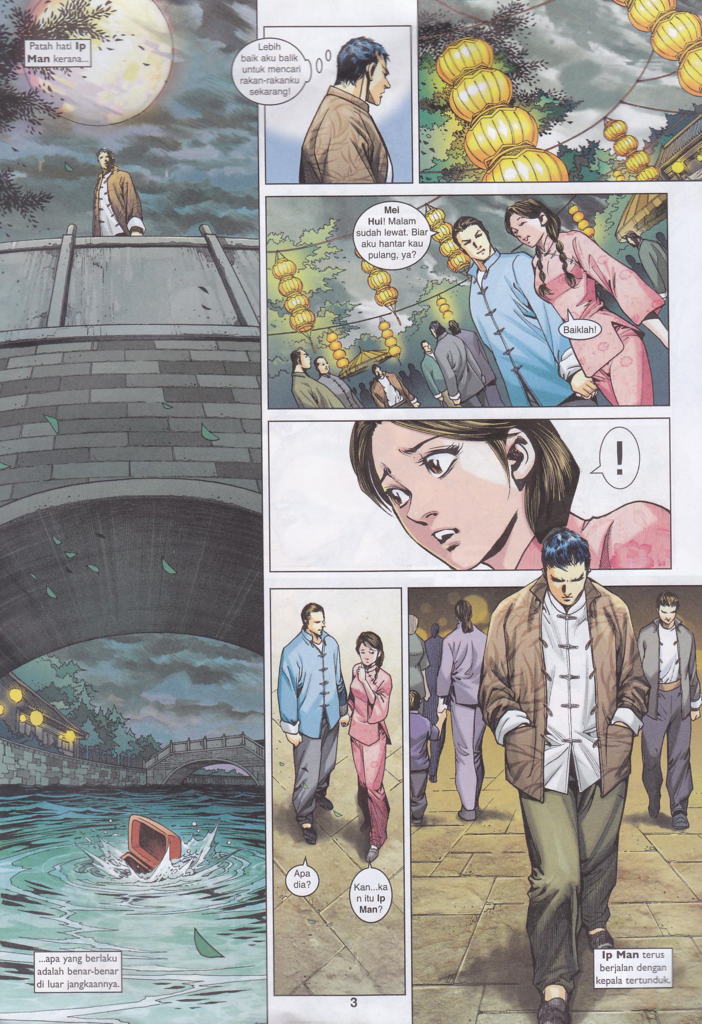 Patah hati Ip
Man kerana...
...apa yang berlaku
adalah benar-benar
di luar jangkaannya.
Lebih
baik aku balik
untuk mencari
rakan-rakanku
sekarang!
Mei
Hui! Malam
sudah lewat. Biar
aku hantar kau
pulang, ya?
Baiklah!
!
Apa
dia?
Kan...ka
n itu Ip
Man?
Ip Man terus
berjalan dengan
kepala tertunduk.
3